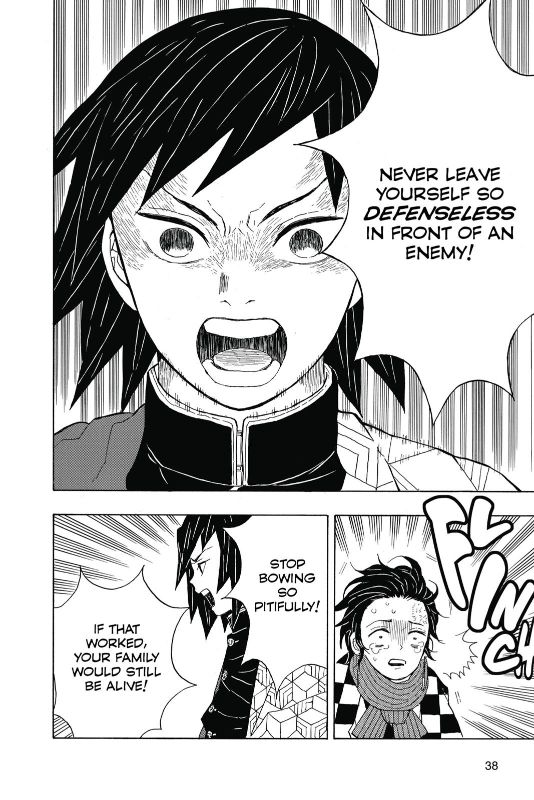 NEVER LEAVE
YOURSELF SO
DEFENSELESS
IN FRONT OF AN
ENEMY!
STOP
BOWING
SO
PITIFULLY!
IF THAT
WORKED,
YOUR FAMILY
WOULD STILL
BE ALIVE!
FLINCH
38